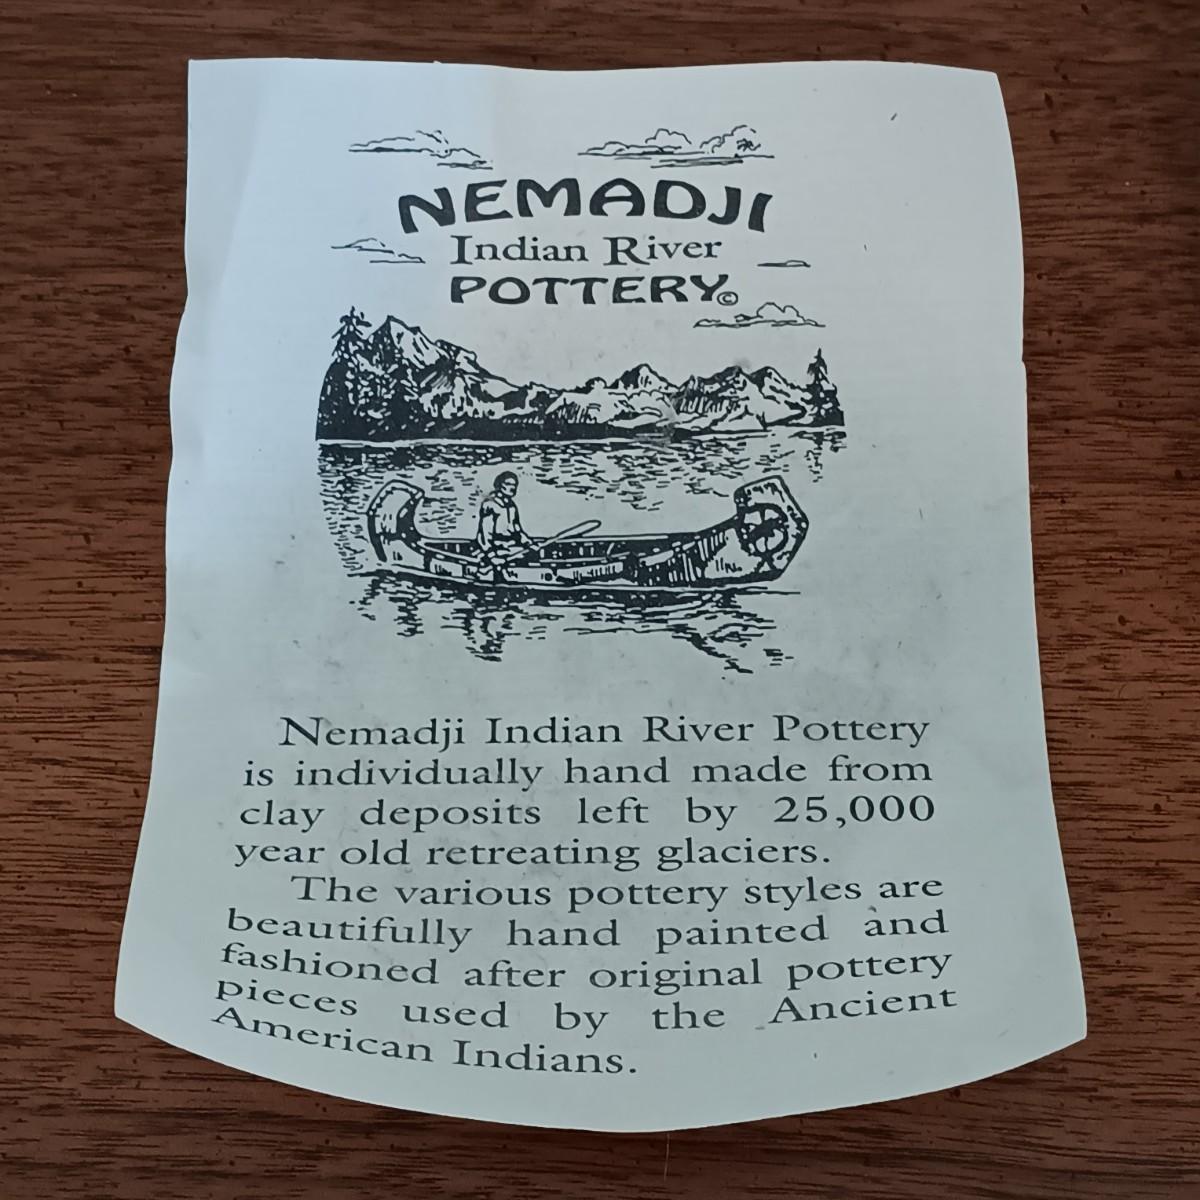 NEMADJI
Indian River
POTTERY©
Nemadji Indian River Pottery
is individually hand made from
clay deposits left by 25,000
year old retreating glaciers.
The various pottery styles are
beautifully hand painted and
fashioned after original pottery
pieces used by the Ancient
American Indians.